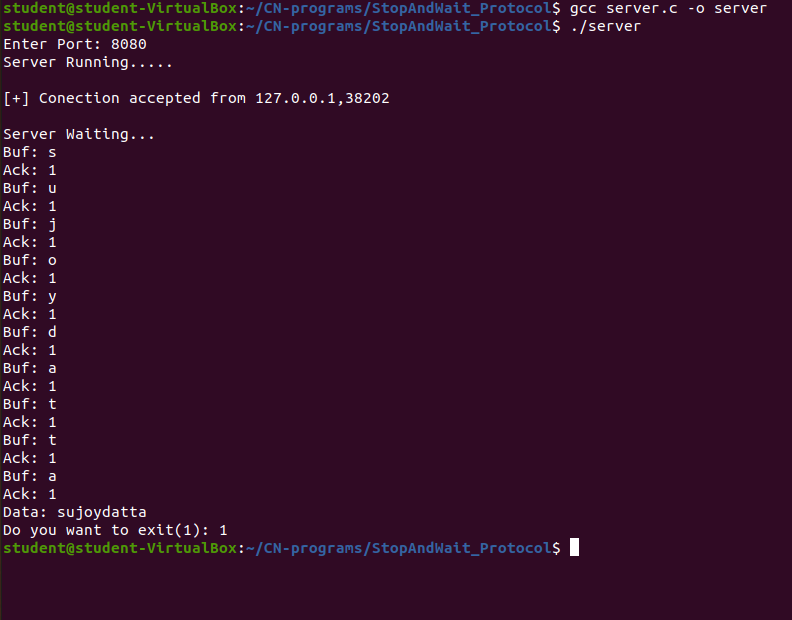 student@student-VirtualBox:~/CN-programs/StopAndWait_Protocol$ gcc server.c -o server
student@student-VirtualBox:~/CN-programs/StopAndWait_Protocol$ ./server
Enter Port: 8080
Server Running.....
[+] Conection accepted from 127.0.0.1,38202
Server Waiting...
Buf: s
Ack: 1
Buf: u
Ack: 1
Buf: j
Ack: 1
Buf: o
Ack: 1
Buf: y
Ack: 1
Buf: d
Ack: 1
Buf: a
Ack: 1
Buf: t
Ack: 1
Buf: t
Ack: 1
Buf: a
Ack: 1
Data: sujoydatta
Do you want to exit(1): 1
student@student-VirtualBox:~/CN-programs/StopAndWait_Protocol$